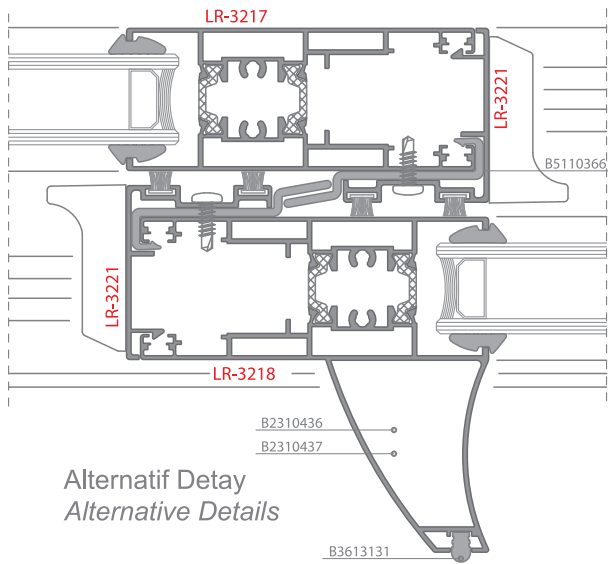 LR-3217
LR-3221
B5110366
LR-3221
LR-3218
B2310436
B2310437
Alternatif Detay
Alternative Details
B3613131